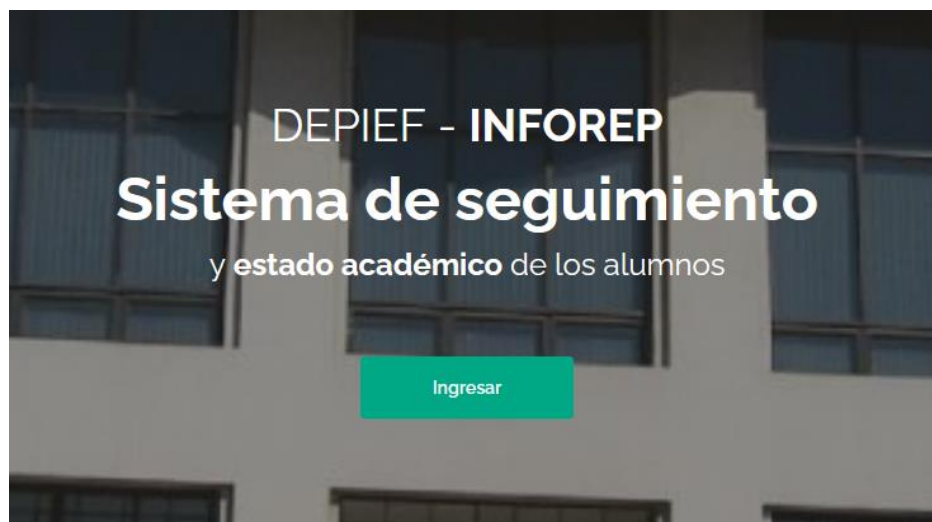 DEPIEF - INFOREP
Sistema de seguimiento
y estado académico de los alumnos
Ingresar